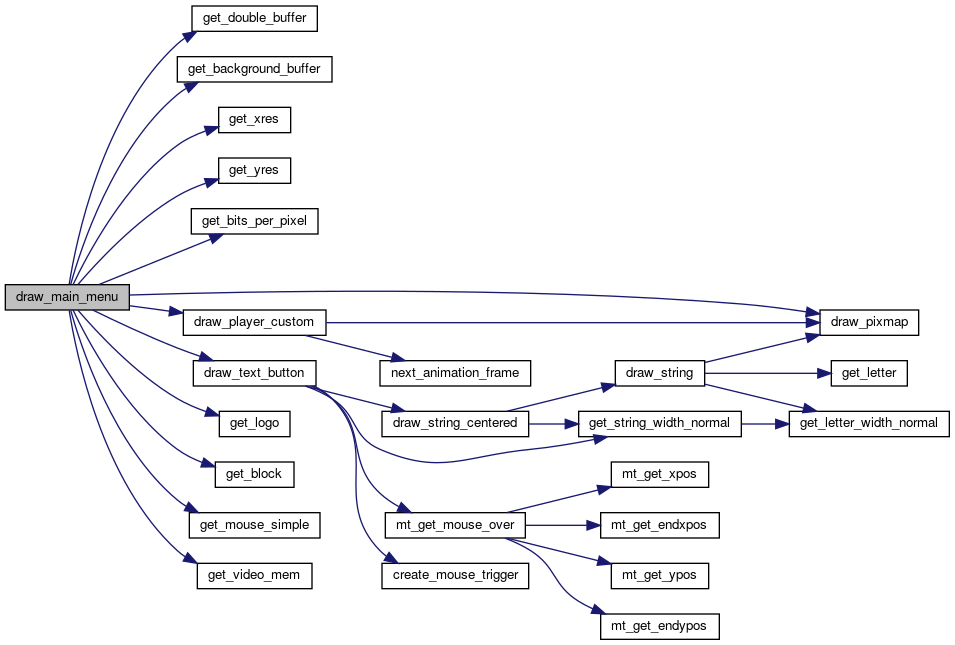 get_double_buffer
get_background_buffer
get_xres
get_yres
get_bits_per_pixel
draw_main_menu
draw_player_custom
draw_pixmap
draw_text_button
next_animation_frame
draw_string
get_letter
get_logo
draw_string_centered
get_string_width_normal
get_letter_width_normal
get_block
mt_get_xpos
get_mouse_simple
mt_get_mouse_over
mt_get_endxpos
get_video_mem
create_mouse_trigger
mt_get_ypos
mt_get_endypos